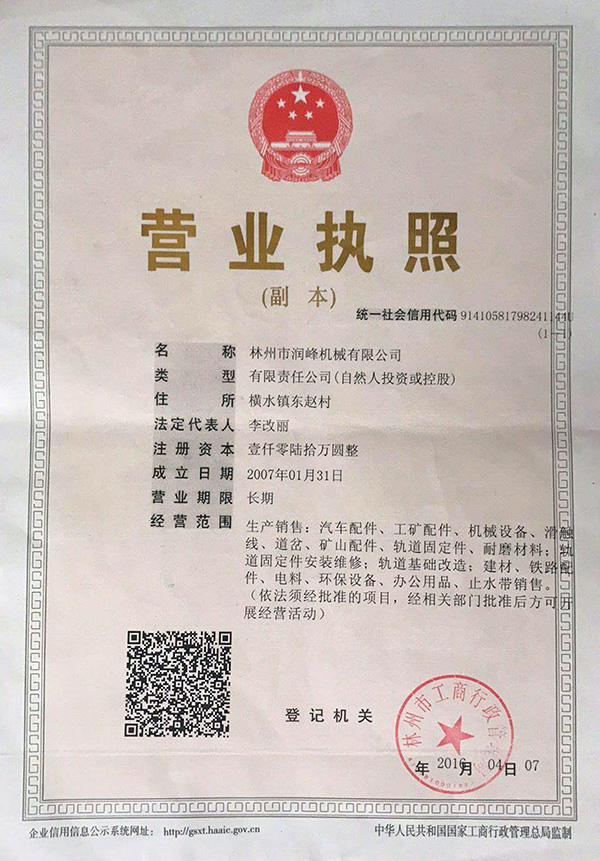 营业执照
(副 本)
统一社会信用代码 91410581798241144U
(1-1)
名 称 林州市润峰机械有限公司
类 型 有限责任公司(自然人投资或控股)
住 所 横水镇东赵村
法定代表人 李改丽
注册资本 壹仟零陆拾万圆整
成立日期 2007年01月31日
营业期限 长期
经营范围 生产销售：汽车配件、工矿配件、机械设备、滑触
线、道岔、矿山配件、轨道固定件、耐磨材料；轨
道固定件安装维修；轨道基础改造；建材、铁路配
件、电料、环保设备、办公用品、止水带销售。
（依法须经批准的项目，经相关部门批准后方可开
展经营活动）
登记机关
林州市工商行政管
年 2016月 04日 07
企业信用信息公示系统网址： http://gsxt.haaic.gov.cn
中华人民共和国国家工商行政管理总局监制